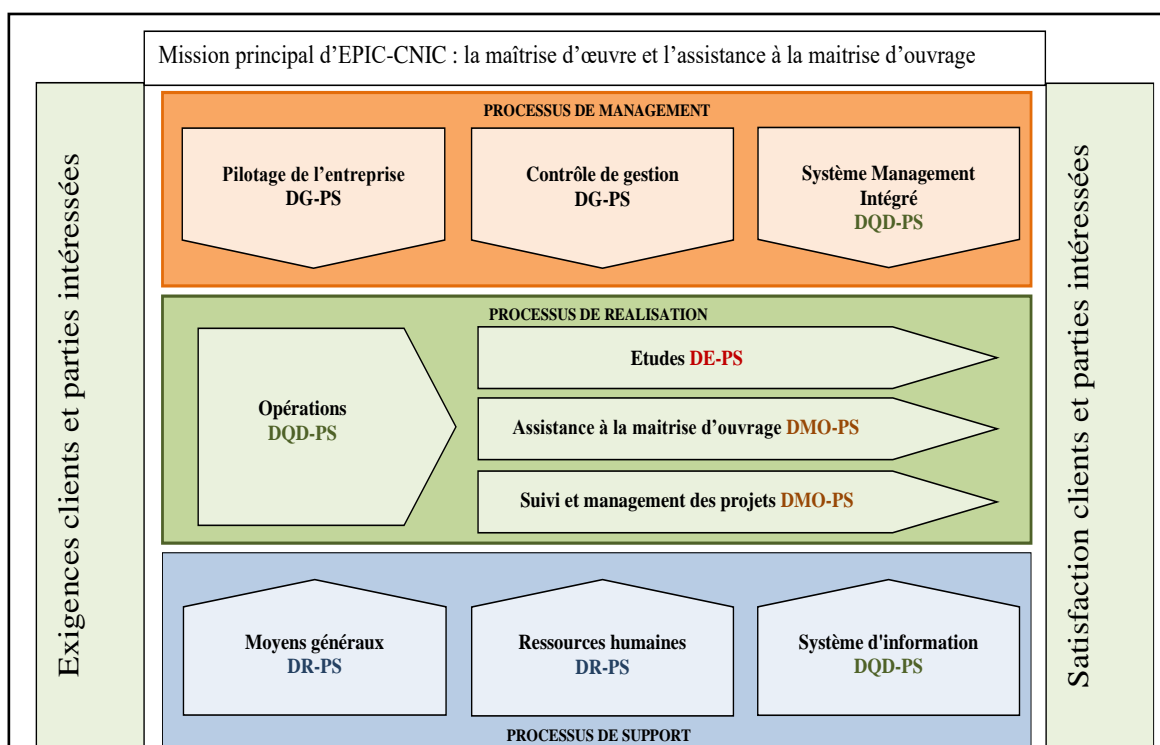 Mission principal d’EPIC-CNIC : la maîtrise d’œuvre et l’assistance à la maitrise d’ouvrage
Exigences clients et parties intéressées
PROCESSUS DE MANAGEMENT
Pilotage de l’entreprise
DG-PS
Contrôle de gestion
DG-PS
Système Management
Intégré
DQD-PS
PROCESSUS DE REALISATION
Opérations
DQD-PS
Etudes DE-PS
Assistance à la maitrise d’ouvrage DMO-PS
Suivi et management des projets DMO-PS
Moyens généraux
DR-PS
Ressources humaines
DR-PS
Système d'information
DQD-PS
PROCESSUS DE SUPPORT
Satisfaction clients et parties intéressées